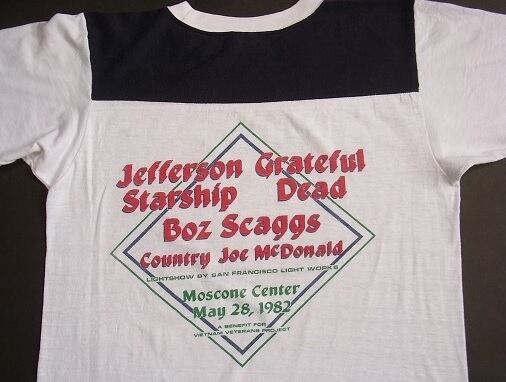 Jefferson Grateful
Starship Dead
Boz Scaggs
Country Joe McDonald
LIGHTSHOW BY SAN FRANCISCO LIGHT WORKS
Moscone Center
May 28, 1982
A BENEFIT FOR
VIETNAM VETERANS PROJECT